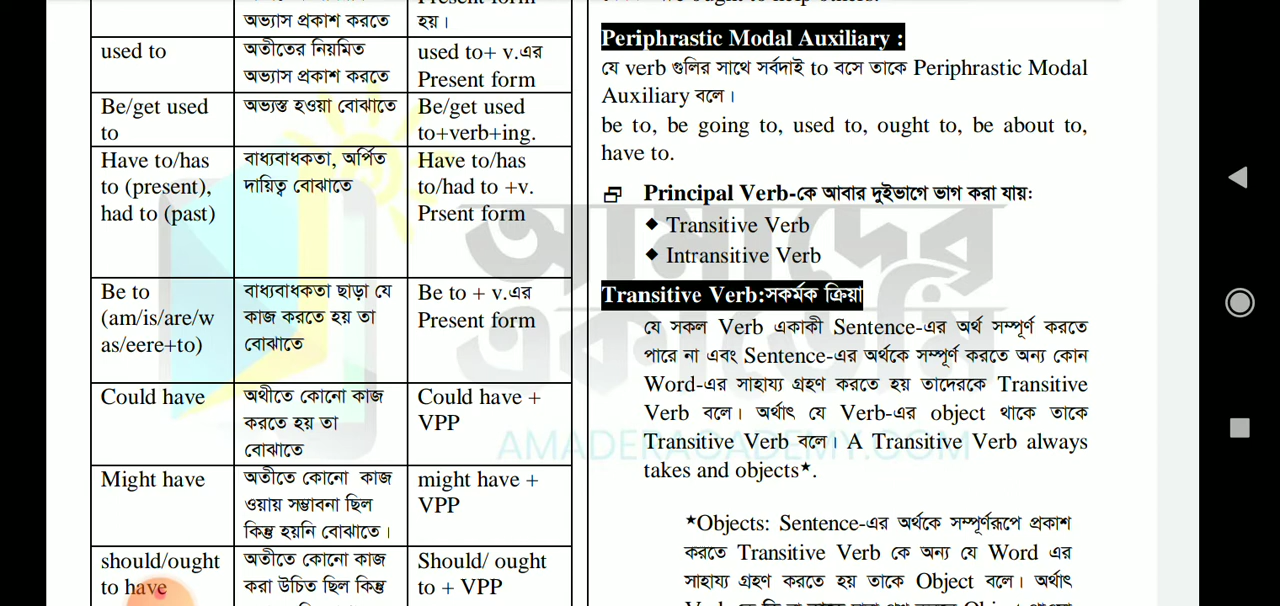 অভ্যাস প্রকাশ করতে
হয়।
used to
অতীতের নিয়মিত
অভ্যাস প্রকাশ করতে
used to+ v.এর
Present form
Be/get used
to
অভ্যস্ত হওয়া বোঝাতে
Be/get used
to+verb+ing.
Have to/has
to (present),
had to (past)
বাধ্যবাধকতা, অর্পিত
দায়িত্ব বোঝাতে
Have to/has
to/had to +v.
Prsent form
Be to
(am/is/are/w
as/eere+to)
বাধ্যবাধকতা ছাড়া যে
কাজ করতে হয় তা
বোঝাতে
Be to + v.এর
Present form
Could have
অথীতে কোনো কাজ
করতে হয় তা
বোঝাতে
Could have +
VPP
Might have
অতীতে কোনো কাজ
ওয়ায় সম্ভাবনা ছিল
কিন্তু হয়নি বোঝাতে।
might have +
VPP
should/ought
to have
অতীতে কোনো কাজ
করা উচিত ছিল কিন্তু
Should/ ought
to + VPP
Periphrastic Modal Auxiliary :
যে verb গুলির সাথে সর্বদাই to বসে তাকে Periphrastic Modal
Auxiliary বলে।
be to, be going to, used to, ought to, be about to,
have to.
Principal Verb-কে আবার দুইভাগে ভাগ করা যায়ঃ
◆ Transitive Verb
◆ Intransitive Verb
Transitive Verb:সকর্মক ক্রিয়া
যে সকল Verb একাকী Sentence-এর অর্থ সম্পূর্ণ করতে
পারে না এবং Sentence-এর অর্থকে সম্পূর্ণ করতে অন্য কোন
Word-এর সাহায্য গ্রহণ করতে হয় তাদেরকে Transitive
Verb বলে। অর্থাৎ যে Verb-এর object থাকে তাকে
Transitive Verb বলে। A Transitive Verb always
takes and objects★.
★Objects: Sentence-এর অর্থকে সম্পূর্ণরূপে প্রকাশ
করতে Transitive Verb কে অন্য যে Word এর
সাহায্য গ্রহণ করতে হয় তাকে Object বলে। অর্থাৎ
আমাদের
একাডেমি
AMADERACADEMY.COM